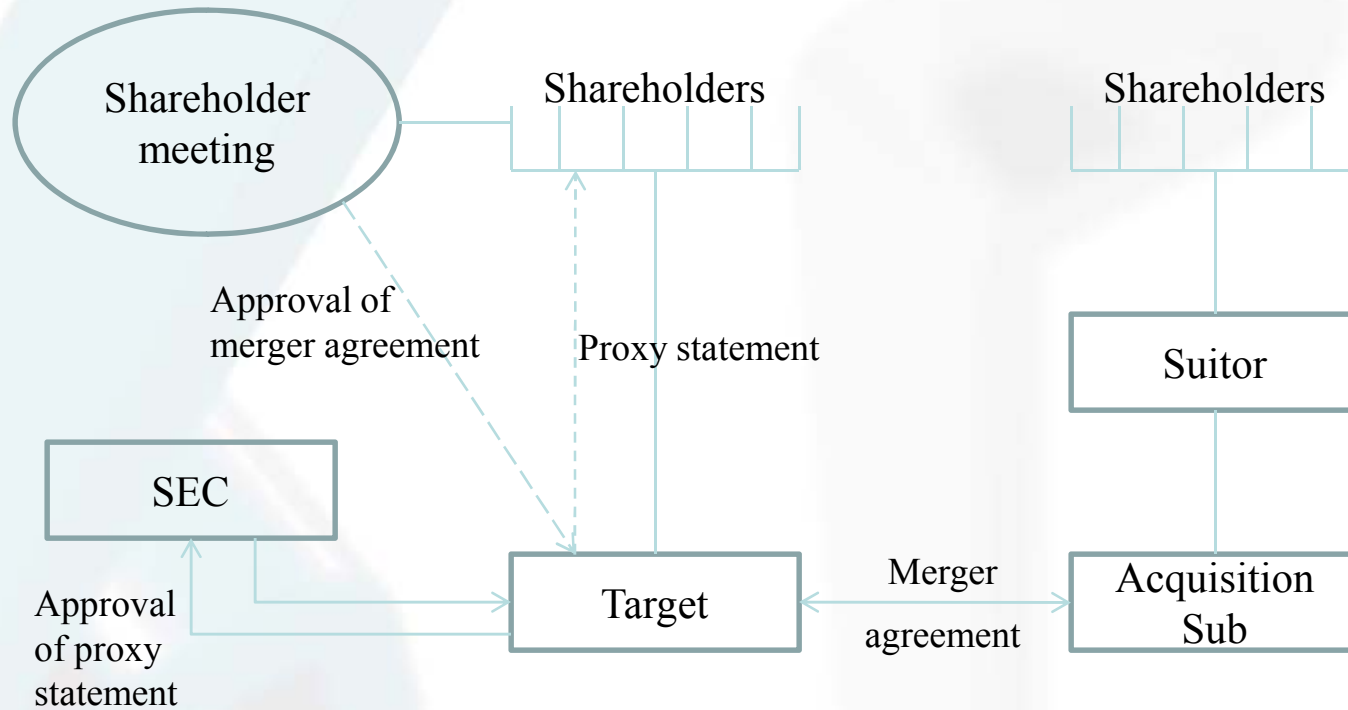 Shareholder
meeting
Shareholders
Shareholders
Approval of
merger agreement
Proxy statement
Suitor
SEC
Target
Merger
agreement
Acquisition
Sub
Approval
of proxy
statement